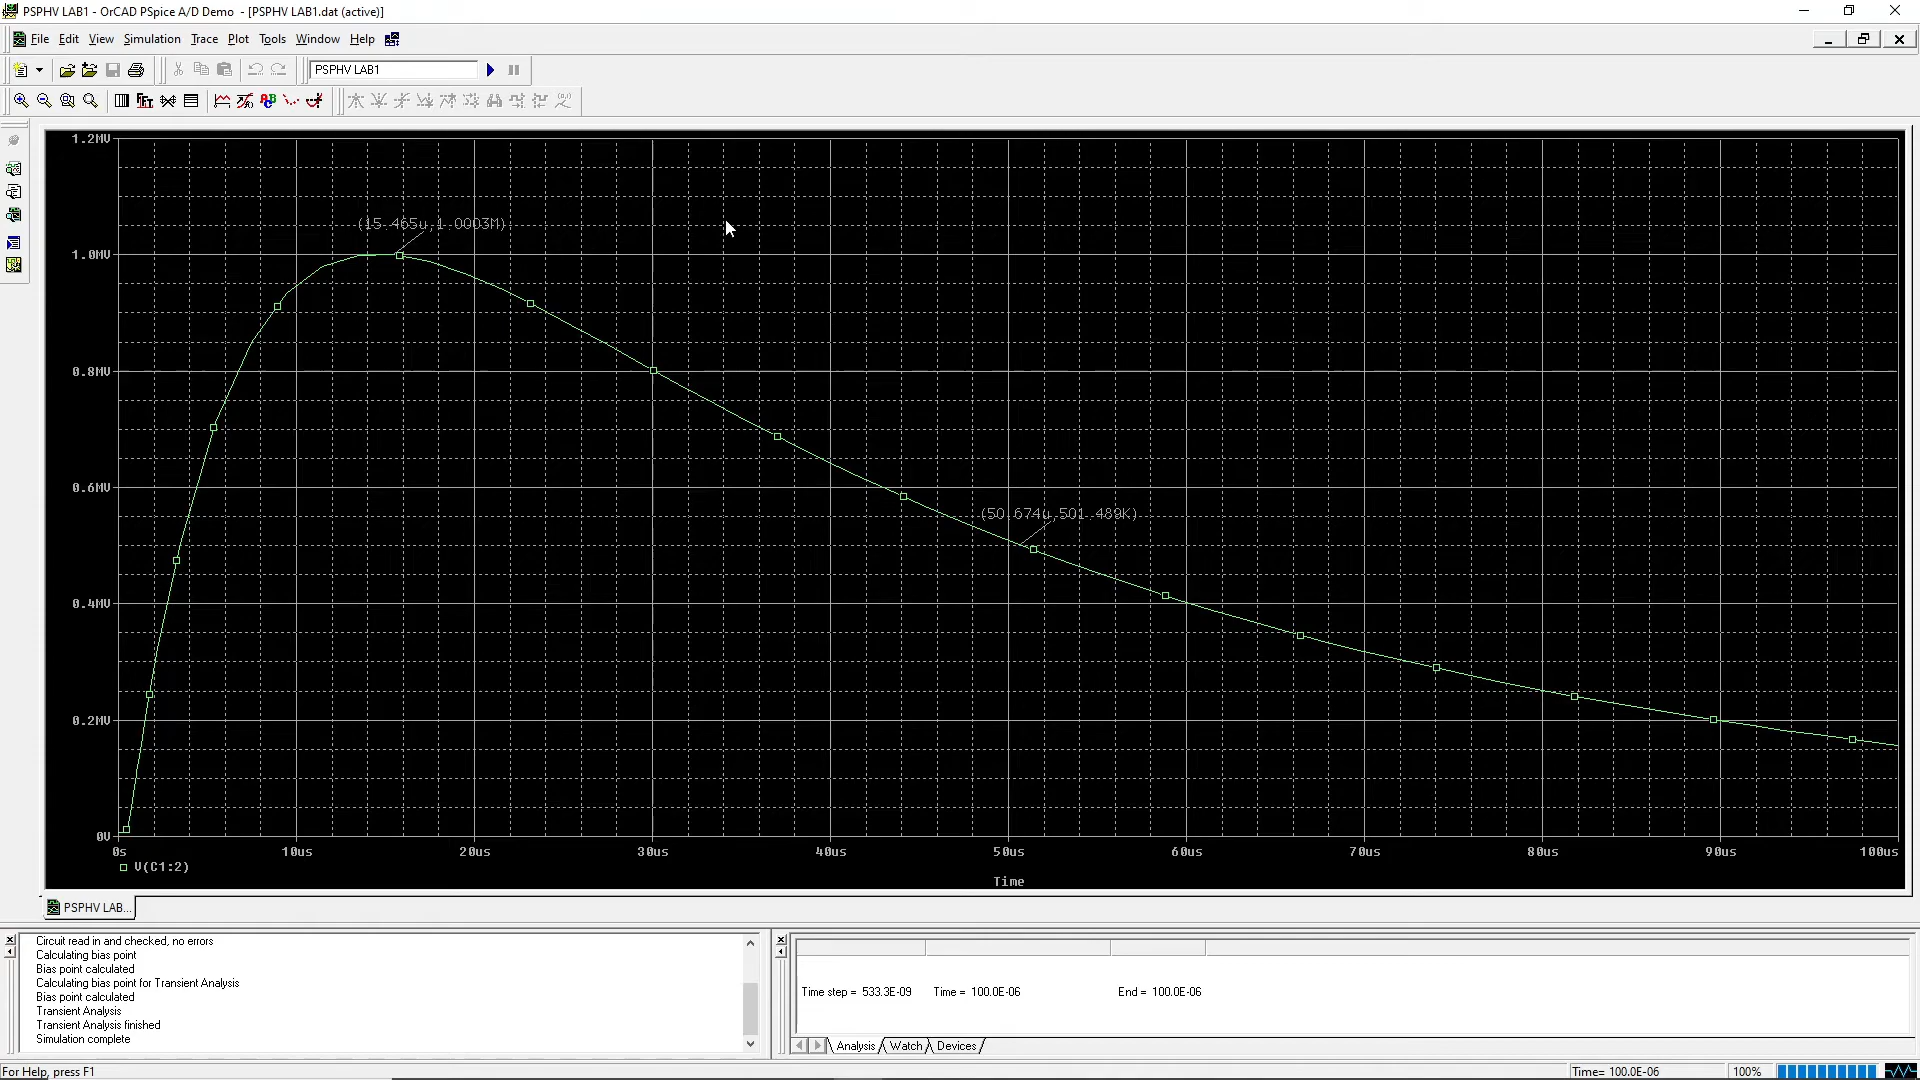 PSPHV LAB1 - OrCAD PSpice A/D Demo - [PSPHV LAB1.dat (active)]
File Edit View Simulation Trace Plot Tools Window Help
PSPHV LAB1
1.2MV
(15.465u,1.0003M)
1.0MV
0.8MV
0.6MV
(50.674u,501.489K)
0.4MV
0.2MV
0V
0s 10us 20us 30us 40us 50us 60us 70us 80us 90us 100us
V(C1:2)
Time
PSPHV LAB...
Circuit read in and checked, no errors
Calculating bias point
Bias point calculated
Calculating bias point for Transient Analysis
Bias point calculated
Transient Analysis
Transient Analysis finished
Simulation complete
Time step = 533.3E-09 Time = 100.0E-06 End = 100.0E-06
Analysis Watch Devices
For Help, press F1
Time= 100.0E-06 100%